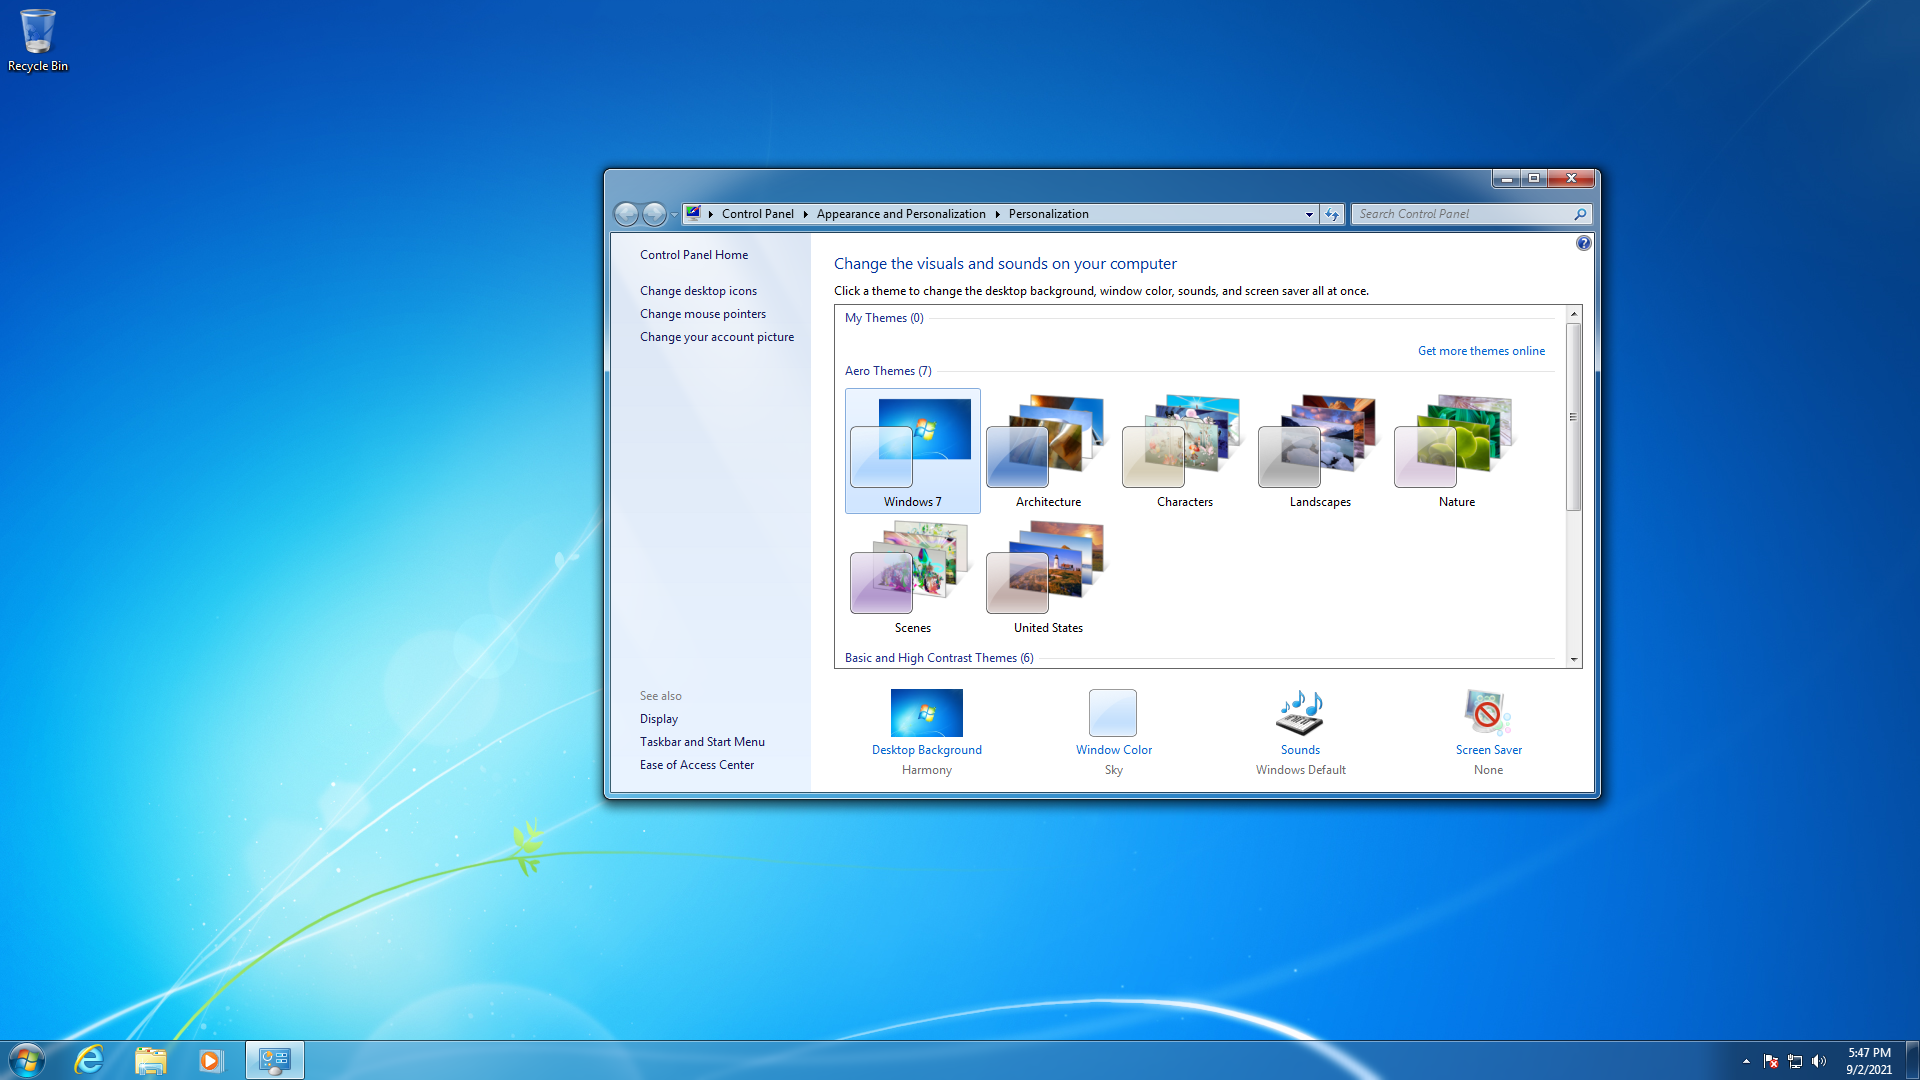 Recycle Bin
Control Panel
Appearance and Personalization
Personalization
Search Control Panel
Control Panel Home
Change desktop icons
Change mouse pointers
Change your account picture
See also
Display
Taskbar and Start Menu
Ease of Access Center
Change the visuals and sounds on your computer
Click a theme to change the desktop background, window color, sounds, and screen saver all at once.
My Themes (0)
Get more themes online
Aero Themes (7)
Windows 7
Architecture
Characters
Landscapes
Nature
Scenes
United States
Basic and High Contrast Themes (6)
Desktop Background
Harmony
Window Color
Sky
Sounds
Windows Default
Screen Saver
None
5:47 PM
9/2/2021